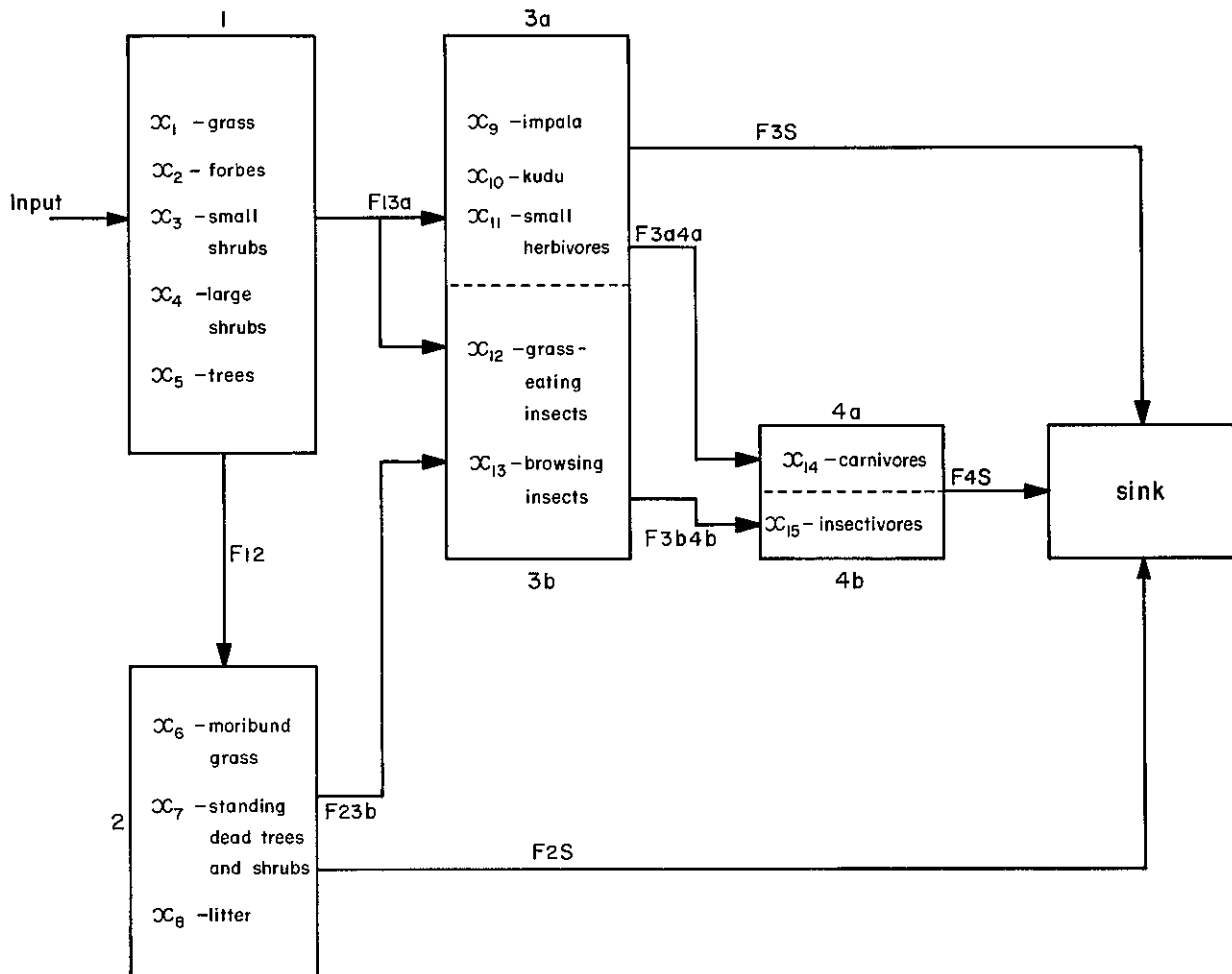 1
x₁ – grass
x₂ – forbes
x₃ – small
shrubs
x₄ – large
shrubs
x₅ – trees
input
F13a
F12
3a
x₉ – impala
x₁₀ – kudu
x₁₁ – small
herbivores
x₁₂ – grass-
eating
insects
x₁₃ – browsing
insects
3b
F3S
F3a4a
F3b4b
4a
x₁₄ – carnivores
x₁₅ – insectivores
4b
F4S
sink
2
x₆ – moribund
grass
x₇ – standing
dead trees
and shrubs
x₈ – litter
F23b
F2S